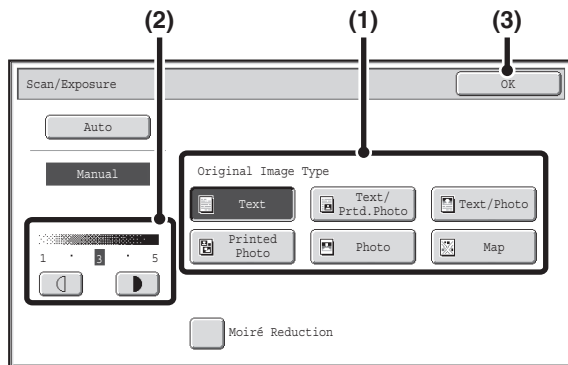 (2) (1) (3)
Scan/Exposure
OK
Auto
Manual
Original Image Type
Text
Text/
Prtd.Photo
Text/Photo
Printed
Photo
Photo
Map
1 · 3 · 5
Moiré Reduction